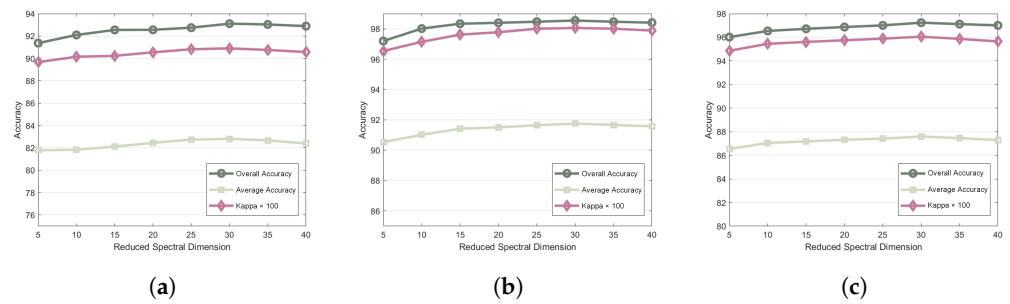 94
92
90
88
86
84
82
80
78
76
Accuracy
5 10 15 20 25 30 35 40
Reduced Spectral Dimension
Overall Accuracy
Average Accuracy
Kappa × 100
(a)
98
96
94
92
90
88
86
Accuracy
5 10 15 20 25 30 35 40
Reduced Spectral Dimension
Overall Accuracy
Average Accuracy
Kappa × 100
(b)
98
96
94
92
90
88
86
84
82
80
Accuracy
5 10 15 20 25 30 35 40
Reduced Spectral Dimension
Overall Accuracy
Average Accuracy
Kappa × 100
(c)